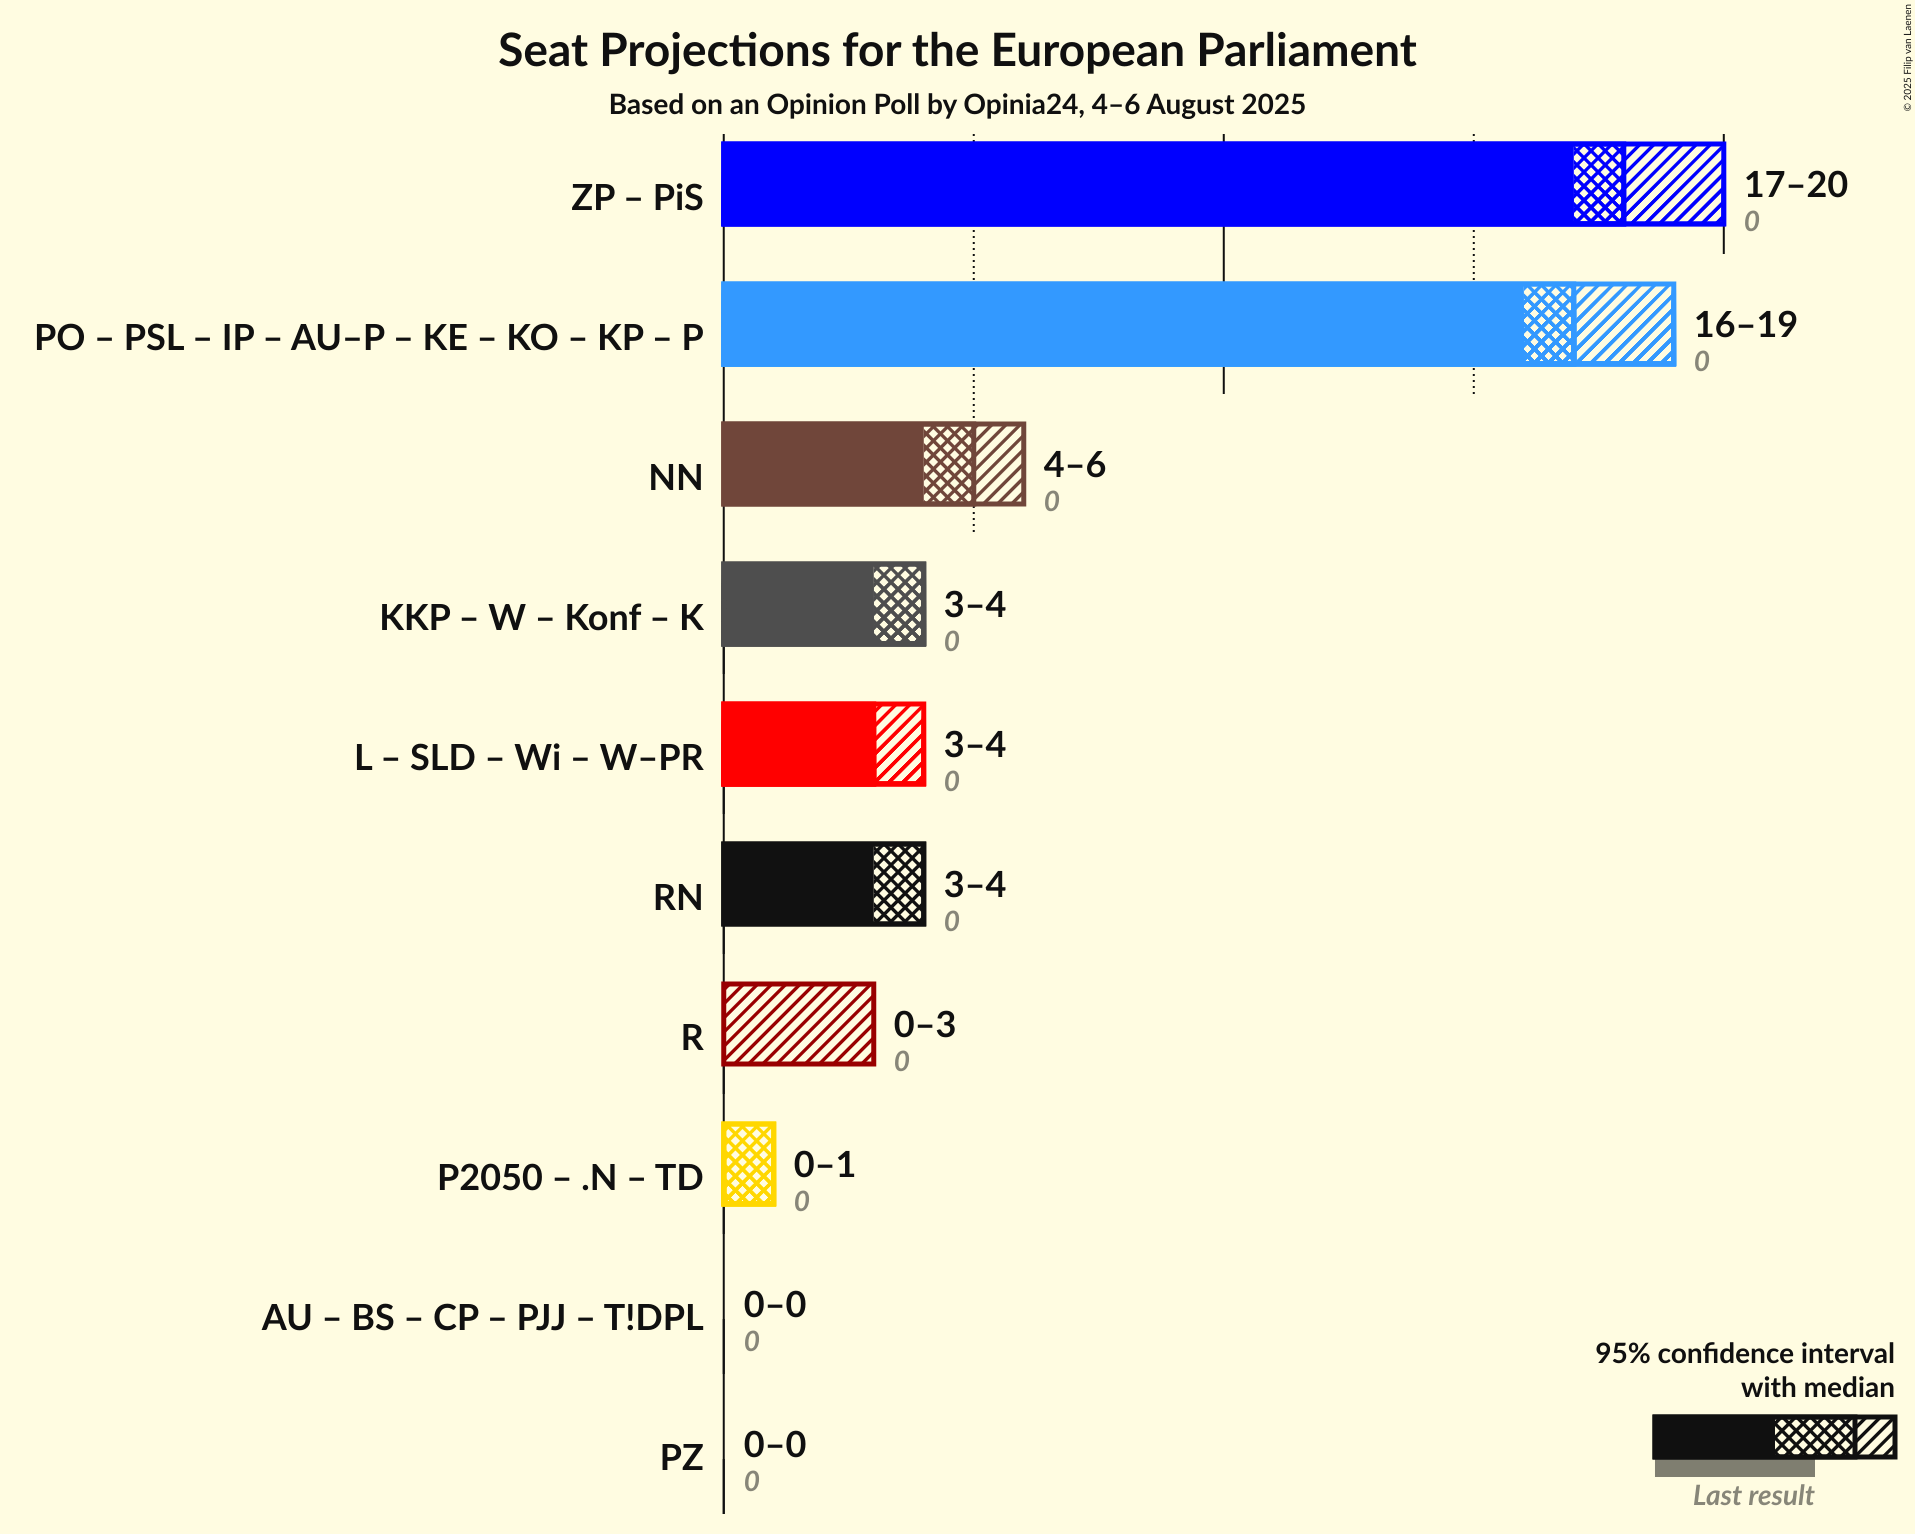 Seat Projections for the European Parliament
Based on an Opinion Poll by Opinia24, 4–6 August 2025
© 2025 Filip van Laenen
ZP – PiS
17–20
0
PO – PSL – IP – AU–P – KE – KO – KP – P
16–19
0
NN
4–6
0
KKP – W – Konf – K
3–4
0
L – SLD – Wi – W–PR
3–4
0
RN
3–4
0
R
0–3
0
P2050 – .N – TD
0–1
0
AU – BS – CP – PJJ – T!DPL
0–0
0
PZ
0–0
0
95% confidence interval
with median
Last result